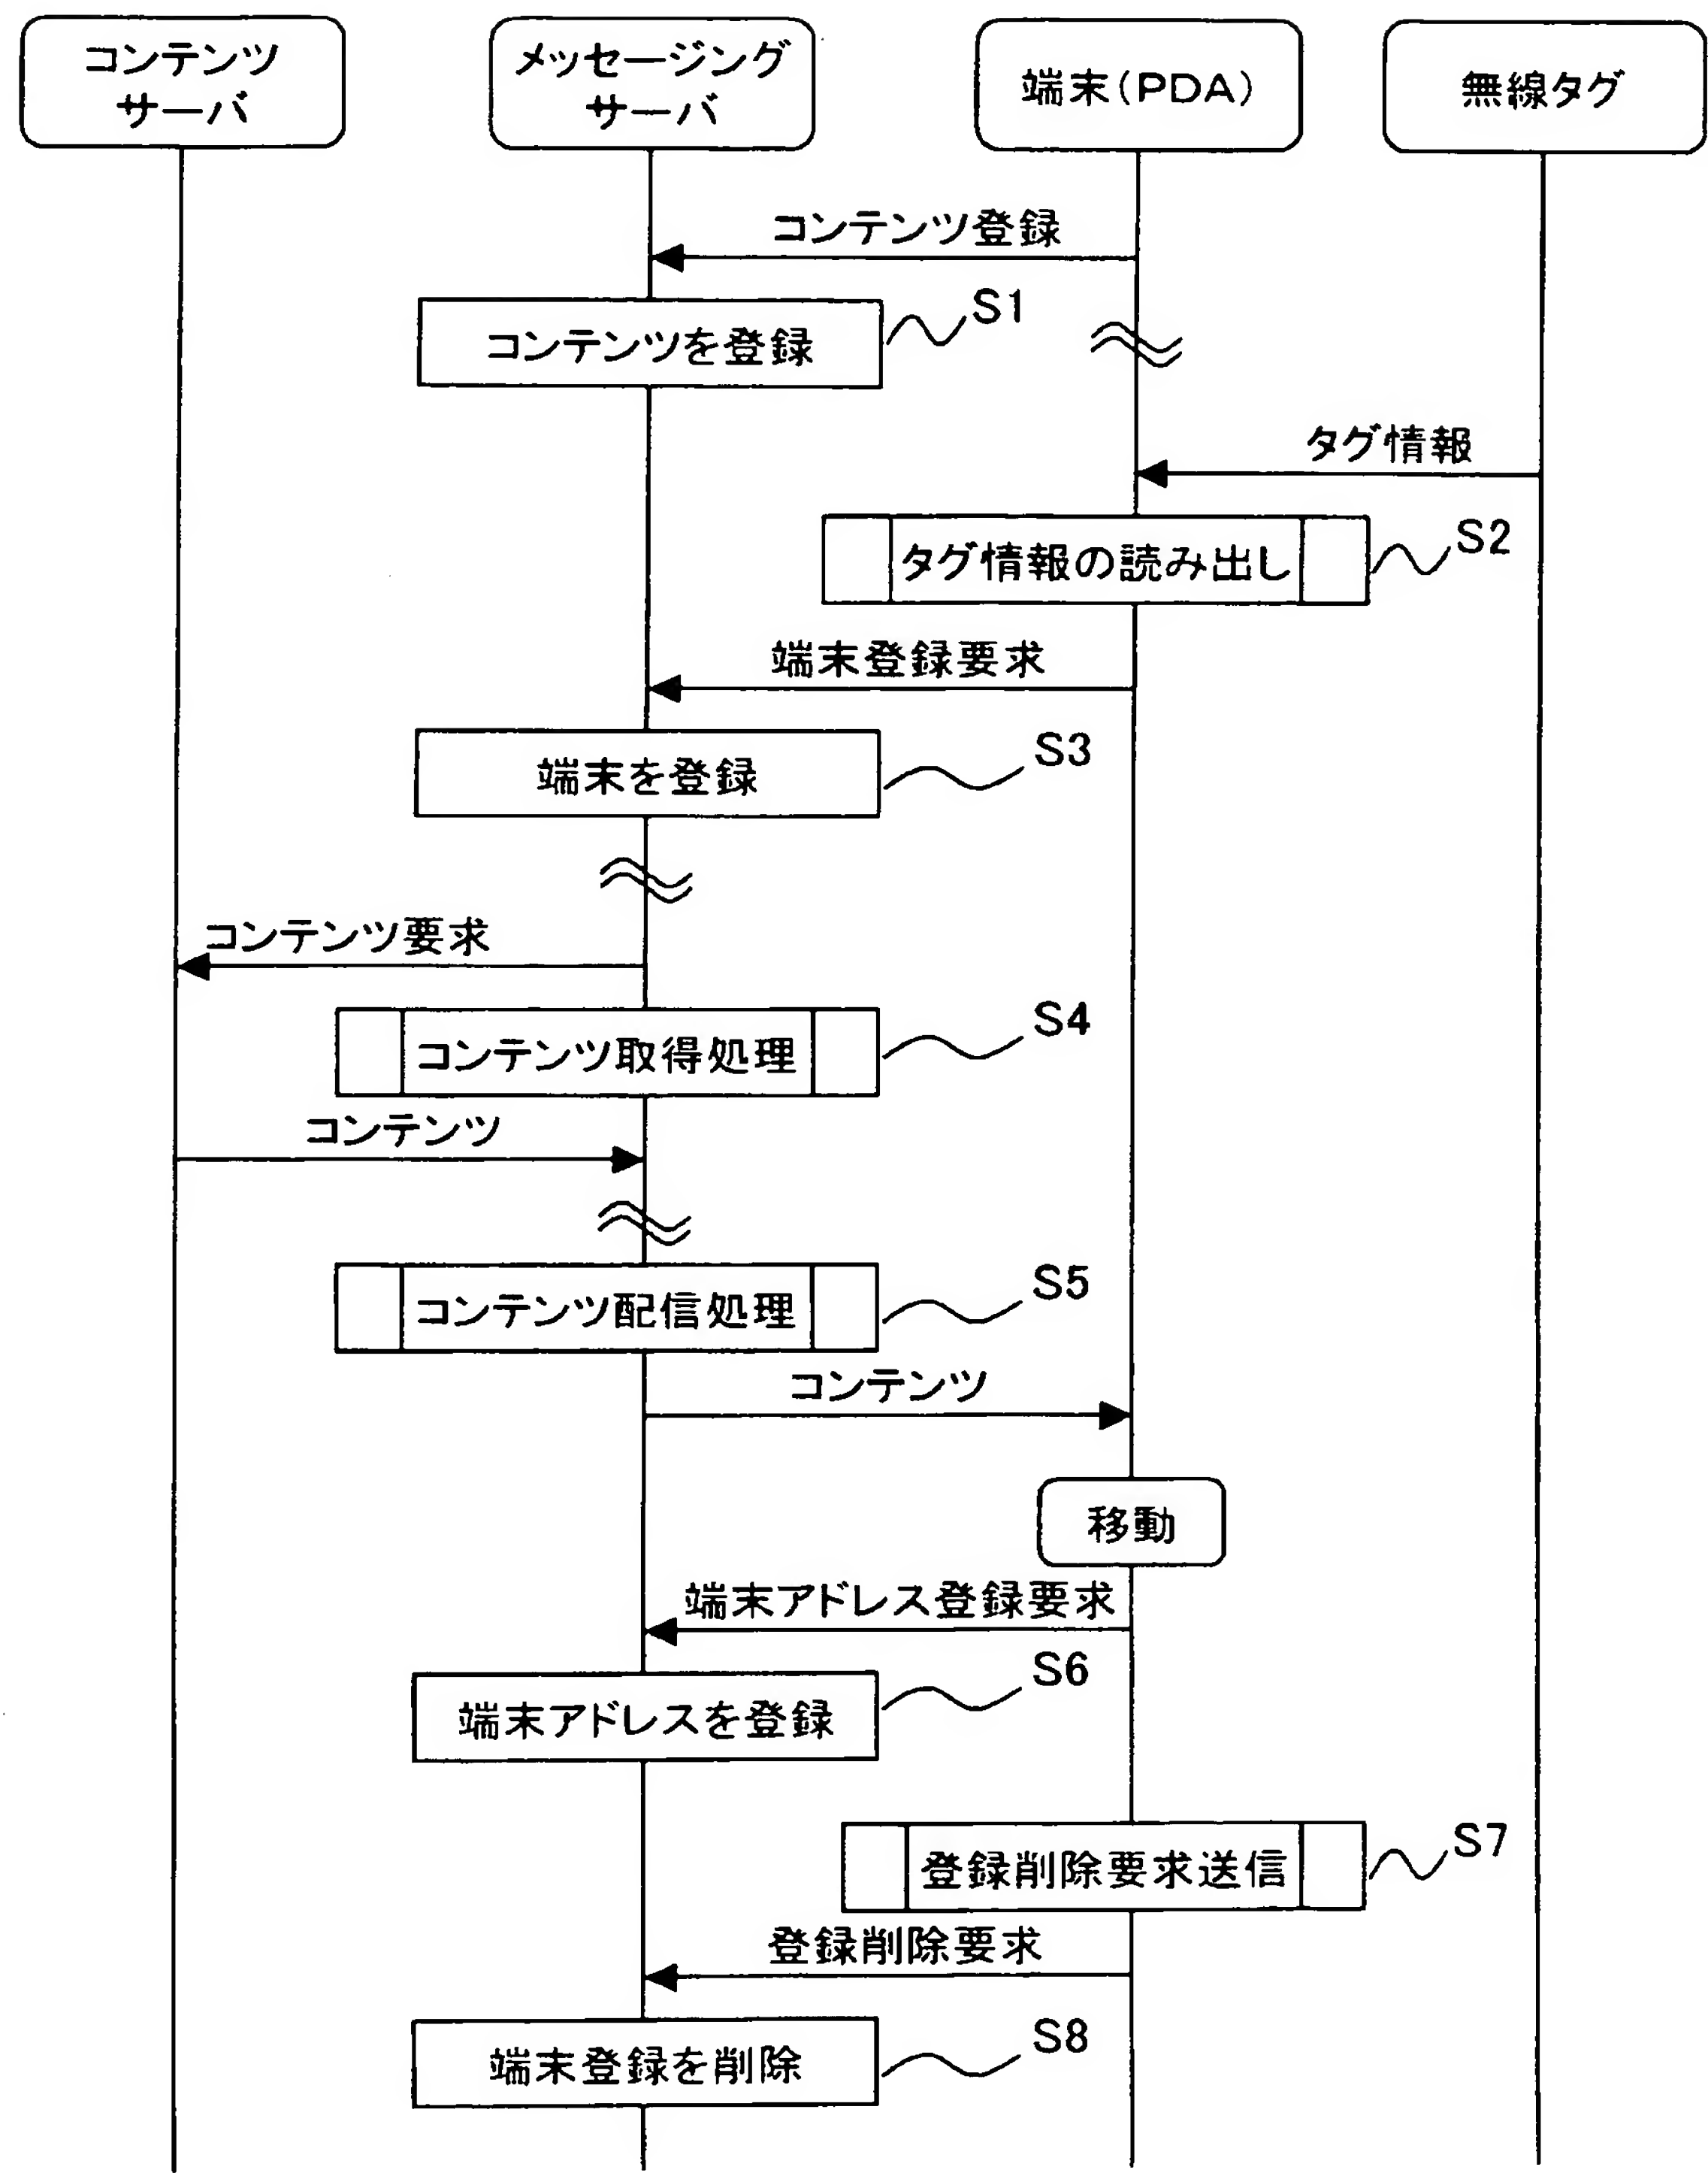 コンテンツ
サーバ
メッセージング
サーバ
端末(PDA)
無線タグ
コンテンツ登録
コンテンツを登録
S1
タグ情報
タグ情報の読み出し
S2
端末登録要求
端末を登録
S3
コンテンツ要求
コンテンツ取得処理
S4
コンテンツ
コンテンツ配信処理
S5
コンテンツ
移動
端末アドレス登録要求
端末アドレスを登録
S6
登録削除要求送信
S7
登録削除要求
端末登録を削除
S8